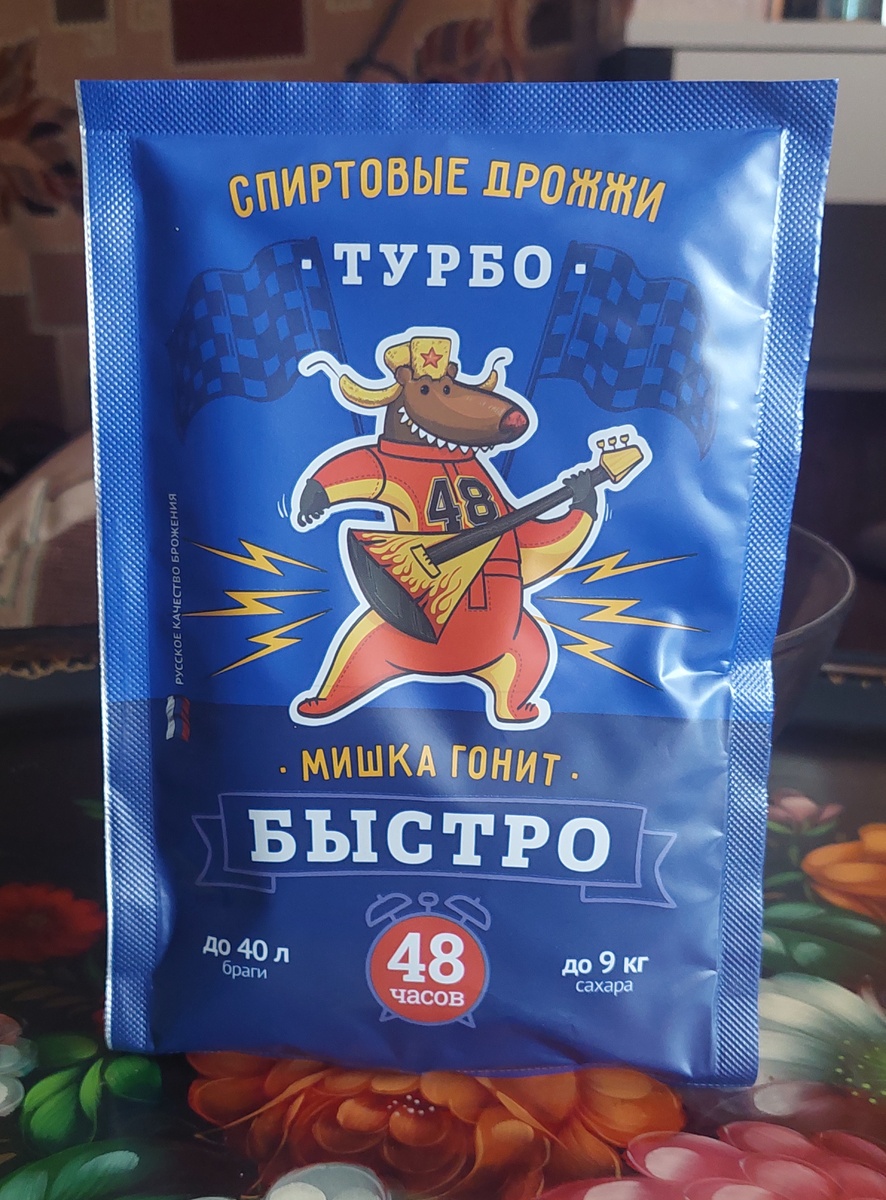 СПИРТОВЫЕ ДРОЖЖИ
· ТУРБО ·
48
РУССКОЕ КАЧЕСТВО БРОЖЕНИЯ
· МИШКА ГОНИТ ·
БЫСТРО
до 40 л
браги
48
часов
до 9 кг
сахара